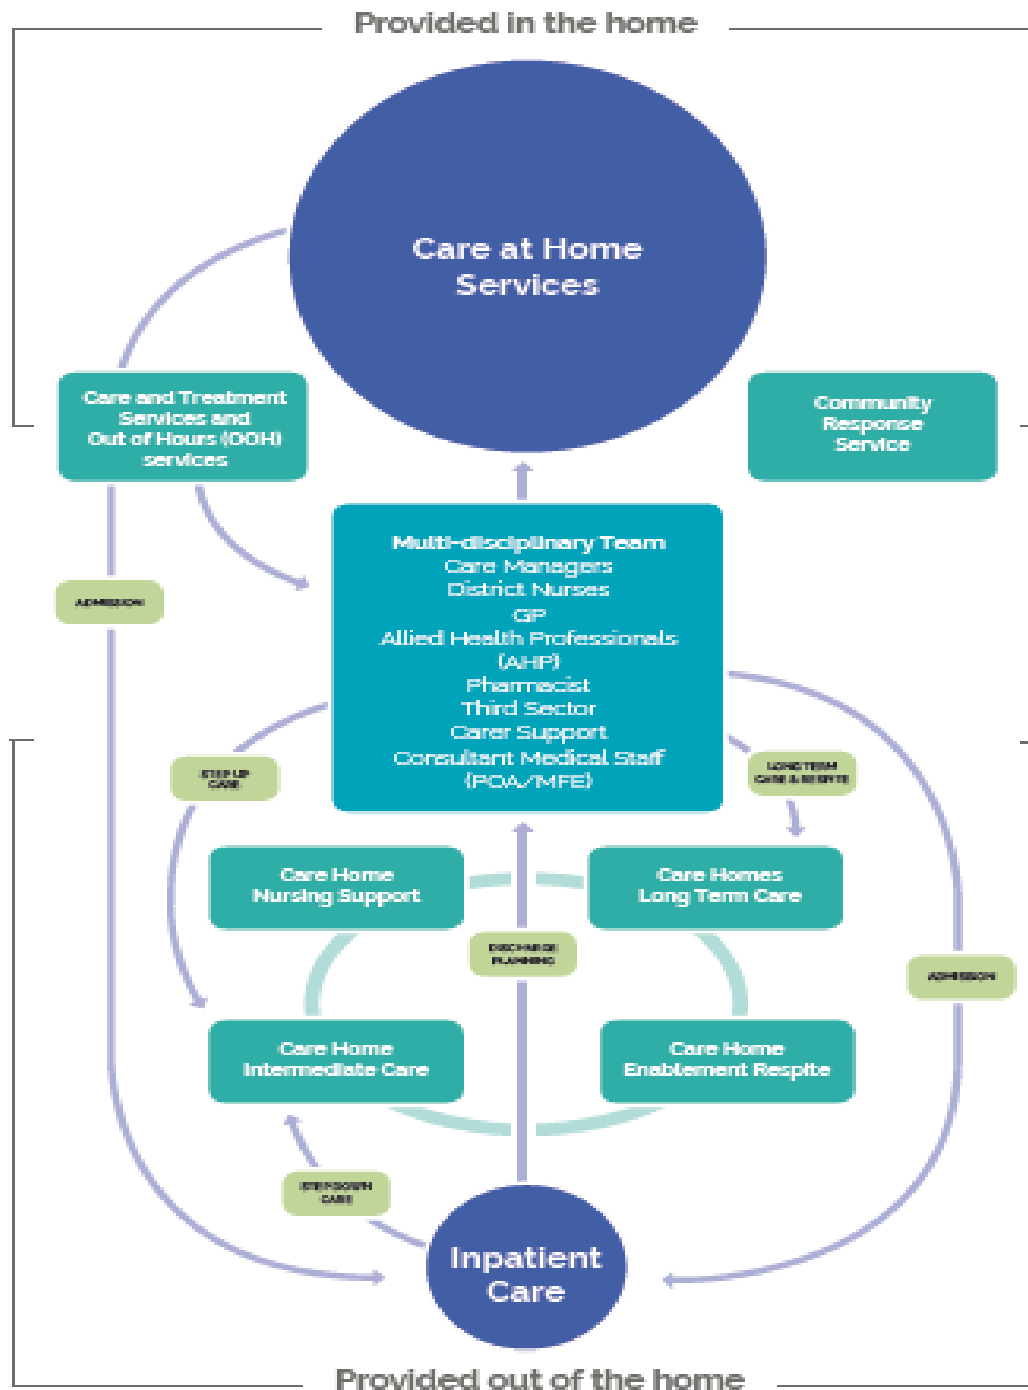 Provided in the home
Care at Home
Services
Care and Treatment
Services and
Out of Hours (OOH)
services
Community
Response
Service
Multi-disciplinary Team
Care Managers
District Nurses
GP
Allied Health Professionals
(AHP)
Pharmacist
Third Sector
Carer Support
Consultant Medical Staff
(POA/MFE)
ADMISSION
STEP UP
CARE
LONG TERM
CARE & RESPITE
Care Home
Nursing Support
Care Homes
Long Term Care
DISCHARGE
PLANNING
ADMISSION
Care Home
Intermediate Care
Care Home
Enablement Respite
STEPDOWN
CARE
Inpatient
Care
Provided out of the home